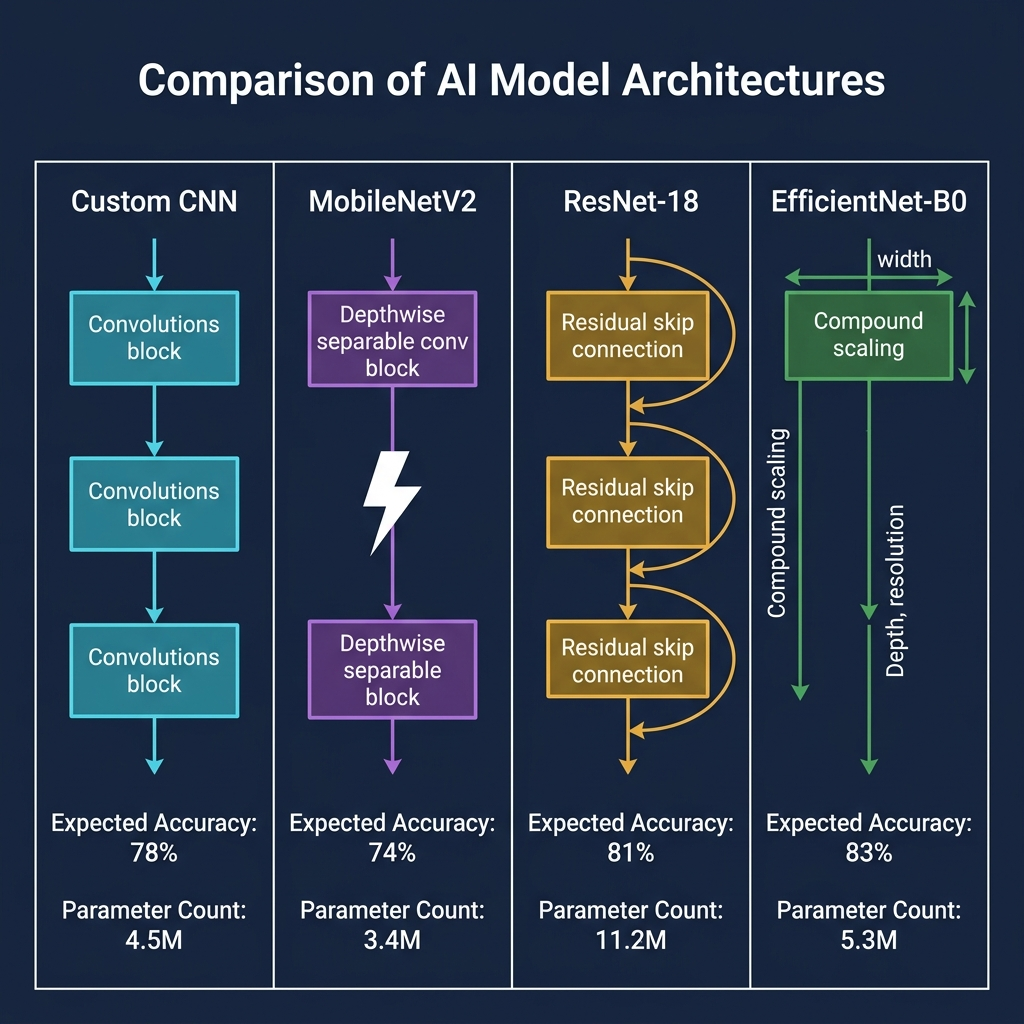 Comparison of AI Model Architectures
Custom CNN
Convolutions
block
Convolutions
block
Convolutions
block
Expected Accuracy:
78%
Parameter Count:
4.5M
MobileNetV2
Depthwise
separable conv
block
Depthwise
separable
block
Expected Accuracy:
74%
Parameter Count:
3.4M
ResNet-18
Residual skip
connection
Residual skip
connection
Residual skip
connection
Expected Accuracy:
81%
Parameter Count:
11.2M
EfficientNet-B0
width
Compound
scaling
Compound scaling
Depth, resolution
Expected Accuracy:
83%
Parameter Count:
5.3M